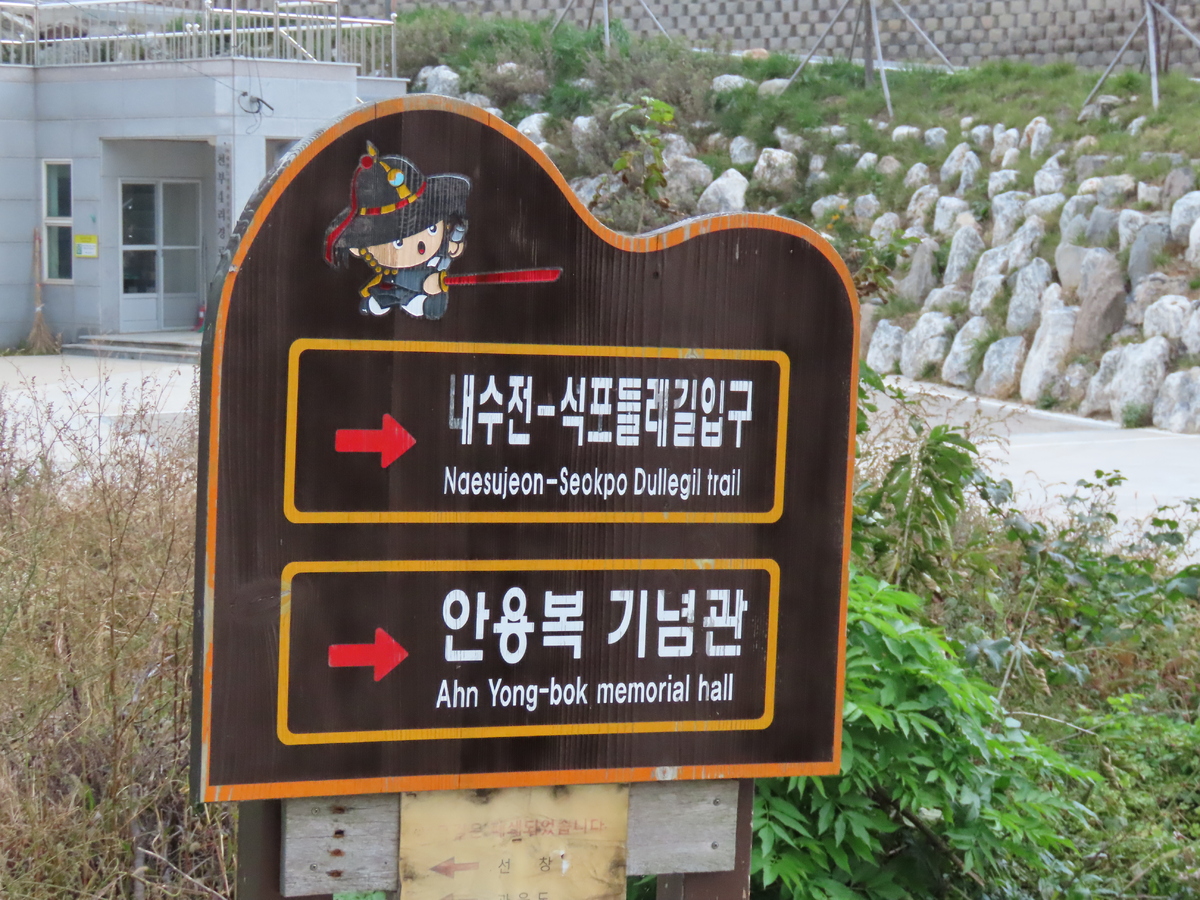 내수전-석포둘레길입구
Naesujeon-Seokpo Dullegil trail
안용복 기념관
Ahn Yong-bok memorial hall
선 창